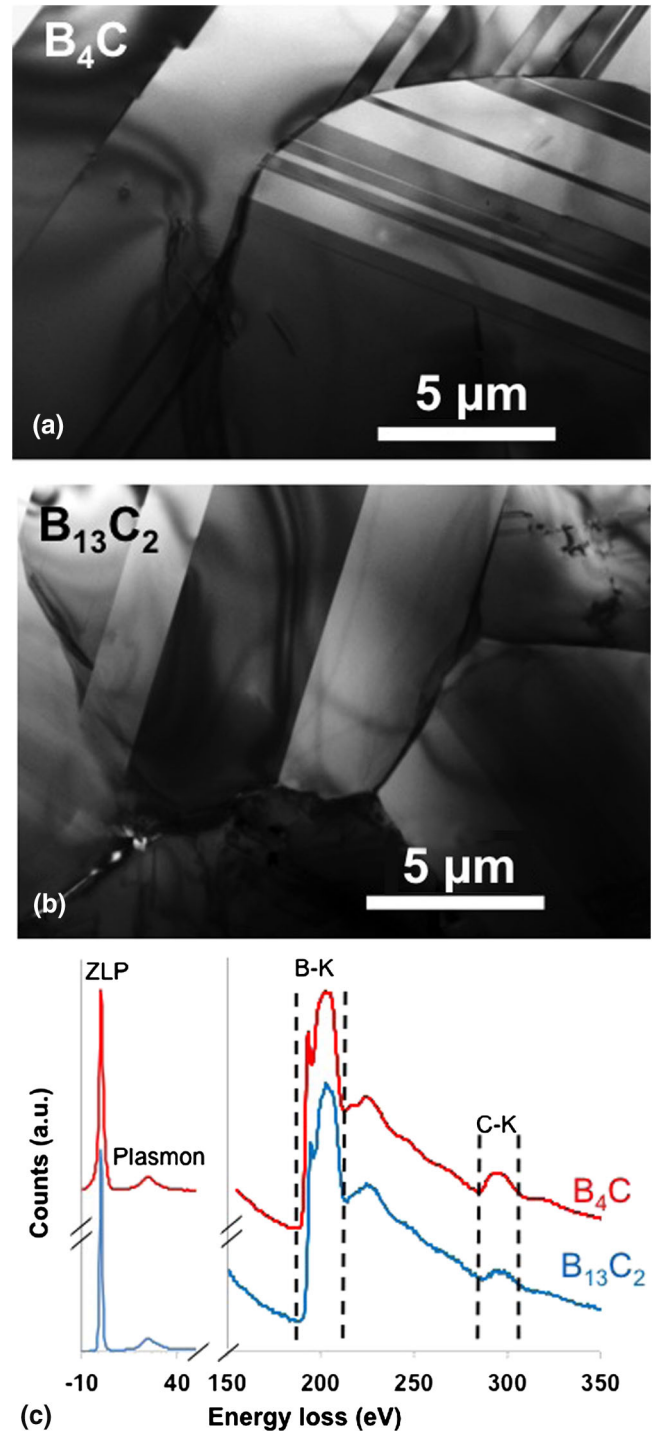 B₄C
5 µm
(a)
B₁₃C₂
5 µm
(b)
ZLP
B-K
Plasmon
C-K
Counts (a.u.)
B₄C
B₁₃C₂
-10 40 150 200 250 300 350
(c)
Energy loss (eV)